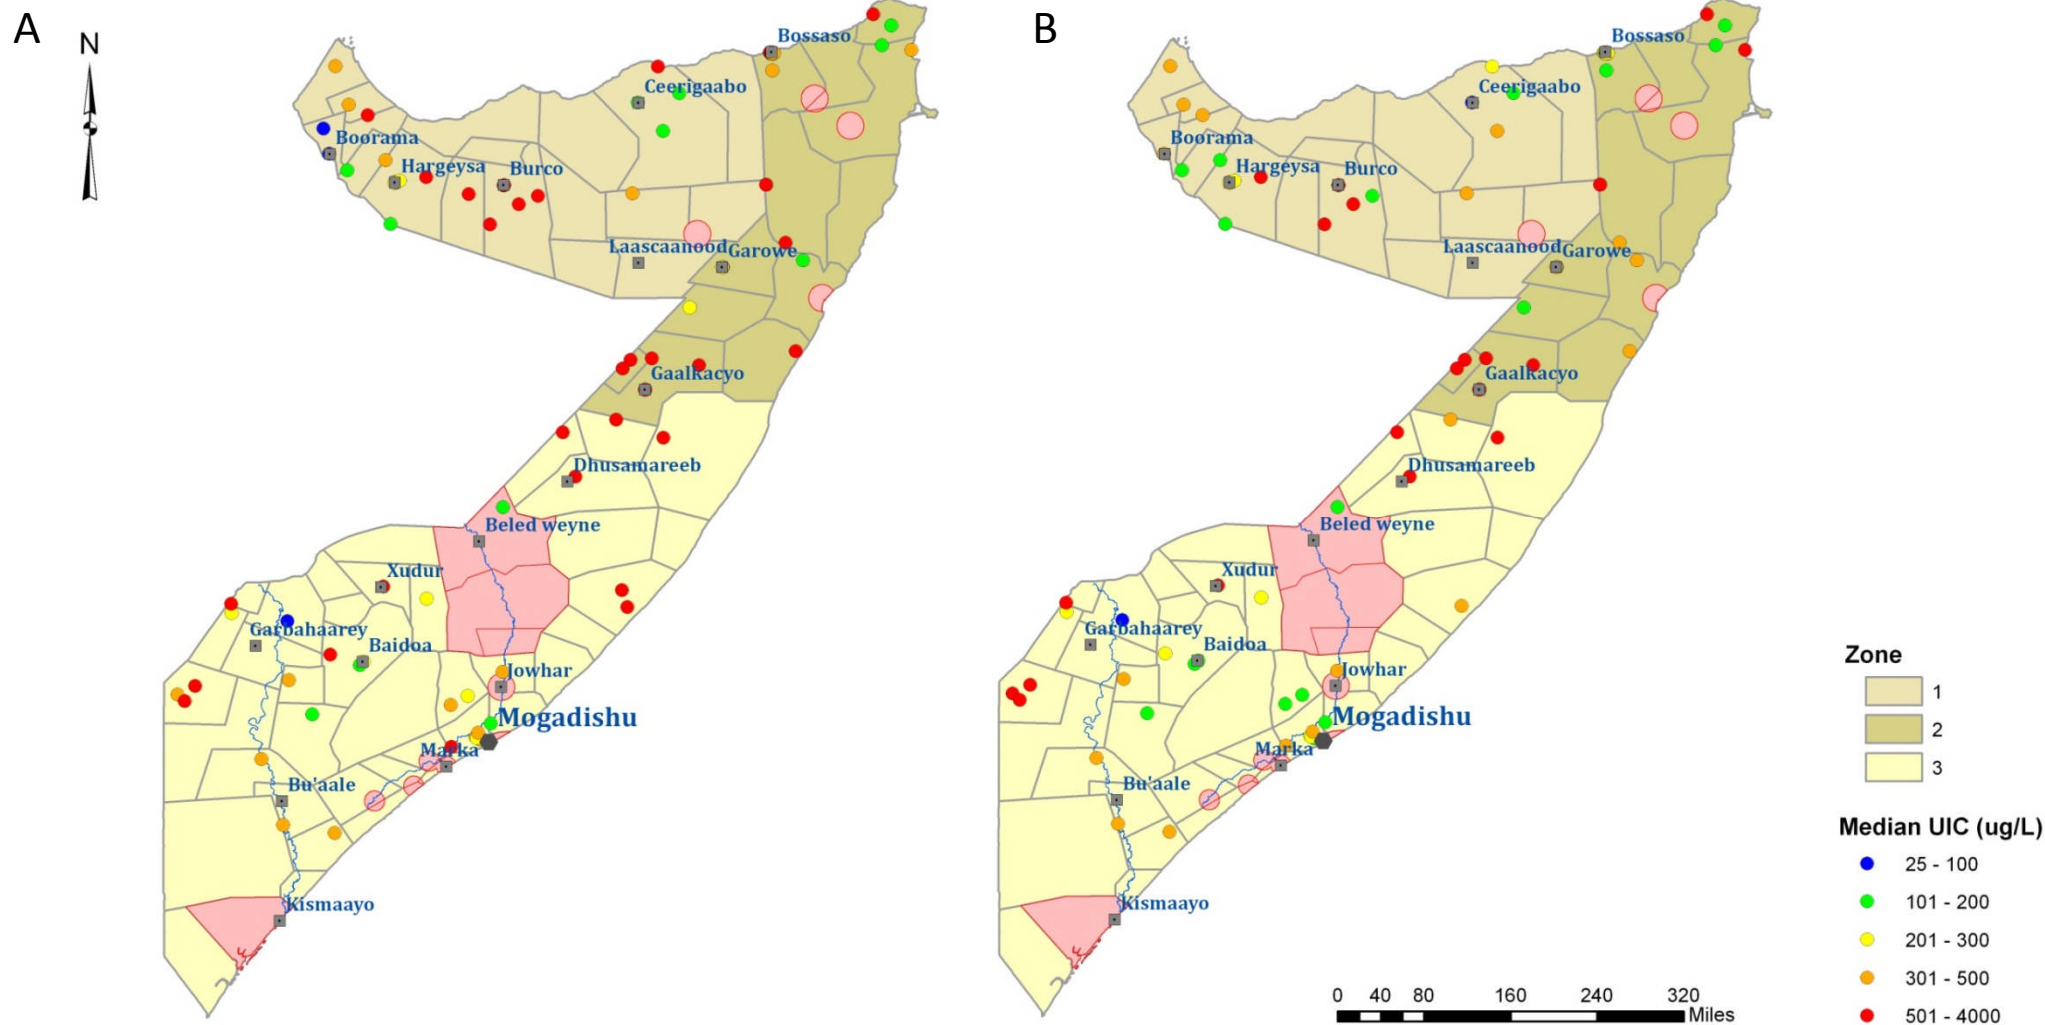 A
N
Bossaso
Ceerigaabo
Boorama
Hargeysa
Burco
Laascaanood
Garowe
Gaalkacyo
Dhusamareeb
Beled weyne
Xudur
Garbahaarey
Baidoa
Jowhar
Mogadishu
Marka
Bu'aale
Kismaayo
B
Bossaso
Ceerigaabo
Boorama
Hargeysa
Burco
Laascaanood
Garowe
Gaalkacyo
Dhusamareeb
Beled weyne
Xudur
Garbahaarey
Baidoa
Jowhar
Mogadishu
Marka
Bu'aale
Kismaayo
0 40 80 160 240 320
Miles
Zone
1
2
3
Median UIC (ug/L)
25 - 100
101 - 200
201 - 300
301 - 500
501 - 4000